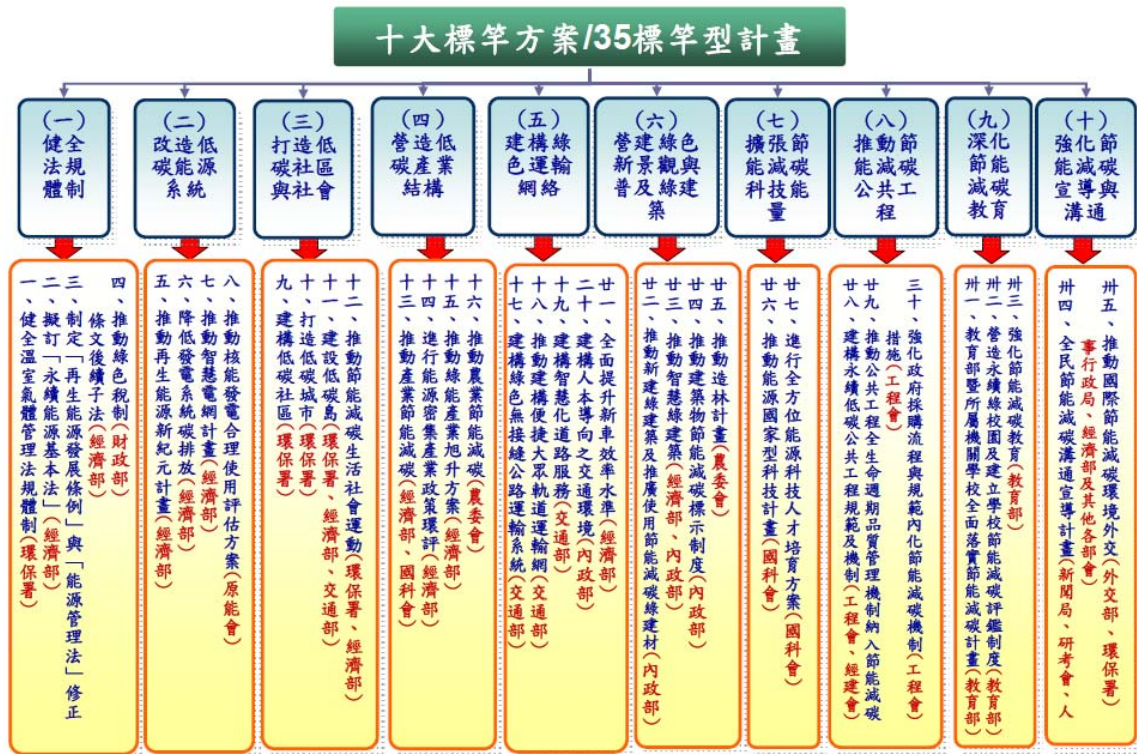 十大標竿方案/35標竿型計畫
(一)
健全
法規
體制
(二)
改造低
碳能源
系統
(三)
打造低
碳社區
與社會
(四)
營造低
碳產業
結構
(五)
建構綠
色運輸
網絡
(六)
營建綠色
新景觀與
普及綠建
築
(七)
擴張節
能減碳
科技能
量
(八)
推動節
能減碳
公共工
程
(九)
深化
節能
減碳
教育
(十)
強化節
能減碳
宣導與
溝通
一、健全溫室氣體管理法規體制(環保署)
二、擬訂「永續能源基本法」(經濟部)
三、制定「再生能源發展條例」與「能源管理法」修正
條文後續子法(經濟部)
四、推動綠色稅制(財政部)
五、推動再生能源新紀元計畫(經濟部)
六、降低發電系統碳排放(經濟部)
七、推動智慧電網計畫(經濟部)
八、推動核能發電合理使用評估方案(原能會)
九、建構低碳社區(環保署)
十、打造低碳城市(環保署)
十一、建設低碳島(環保署、經濟部、交通部)
十二、推動節能減碳生活社會運動(環保署、經濟部)
十三、推動產業節能減碳(經濟部、國科會)
十四、進行能源密集產業政策環評(經濟部)
十五、推動綠能產業旭升方案(經濟部)
十六、推動農業節能減碳(農委會)
十七、建構綠色無接縫公路運輸系統(交通部)
十八、推動建構便捷大眾軌道運輸網(交通部)
十九、建構智慧化道路服務(交通部)
二十、建構人本導向之交通環境(內政部)
廿一、全面提升新車效率水準(經濟部)
廿二、推動新建綠建築及推廣使用節能減碳綠建材(內政部)
廿三、推動智慧綠建築(經濟部、內政部)
廿四、推動建築物節能減碳標示制度(內政部)
廿五、推動造林計畫(農委會)
廿六、推動能源國家型科技計畫(國科會)
廿七、進行全方位能源科技人才培育方案(國科會)
廿八、建構永續低碳公共工程規範及機制(工程會、經建會)
廿九、推動公共工程全生命週期品質管理機制納入節能減碳
措施(工程會)
三十、強化政府採購流程與規範內化節能減碳機制(工程會)
卅一、教育部暨所屬機關學校全面落實節能減碳計畫(教育部)
卅二、營造永續綠校園及建立學校節能減碳評鑑制度(教育部)
卅三、強化節能減碳教育(教育部)
卅四、全民節能減碳溝通宣導計畫(新聞局、研考會、人
事行政局、經濟部及其他各部會)
卅五、推動國際節能減碳環境外交(外交部、環保署)